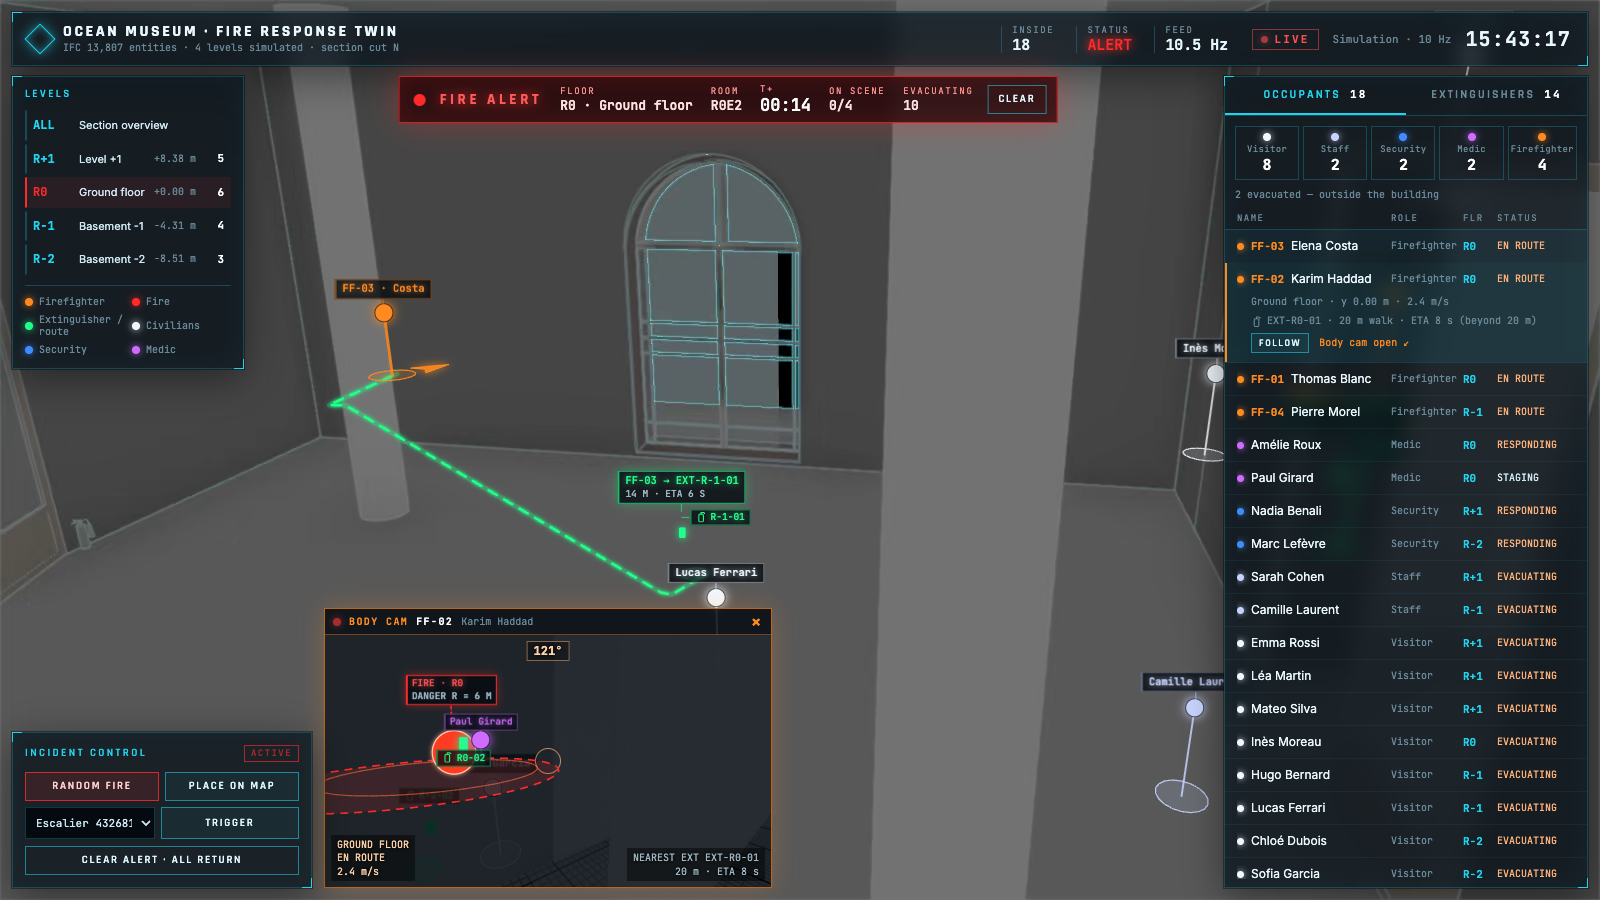 OCEAN MUSEUM · FIRE RESPONSE TWIN
IFC 13,807 entities · 4 levels simulated · section cut N
INSIDE
18
STATUS
ALERT
FEED
10.5 Hz
LIVE
Simulation · 10 Hz
15:43:17
LEVELS
ALL Section overview
R+1 Level +1 +8.38 m 5
R0 Ground floor +0.00 m 6
R-1 Basement -1 -4.31 m 4
R-2 Basement -2 -8.51 m 3
Firefighter
Fire
Extinguisher /
route
Civilians
Security
Medic
FIRE ALERT
FLOOR
R0 · Ground floor
ROOM
R0E2
T+
00:14
ON SCENE
0/4
EVACUATING
10
CLEAR
FF-03 · Costa
FF-03 → EXT-R-1-01
14 M · ETA 6 S
R-1-01
Lucas Ferrari
Inès Mo
Camille Laur
BODY CAM FF-02 Karim Haddad
×
121°
FIRE · R0
DANGER R = 6 M
Paul Girard
R0-02
GROUND FLOOR
EN ROUTE
2.4 m/s
NEAREST EXT EXT-R0-01
20 m · ETA 8 s
INCIDENT CONTROL
ACTIVE
RANDOM FIRE
PLACE ON MAP
Escalier 432681
TRIGGER
CLEAR ALERT · ALL RETURN
OCCUPANTS 18
EXTINGUISHERS 14
Visitor
8
Staff
2
Security
2
Medic
2
Firefighter
4
2 evacuated — outside the building
NAME ROLE FLR STATUS
FF-03 Elena Costa Firefighter R0 EN ROUTE
FF-02 Karim Haddad Firefighter R0 EN ROUTE
Ground floor · y 0.00 m · 2.4 m/s
EXT-R0-01 · 20 m walk · ETA 8 s (beyond 20 m)
FOLLOW
Body cam open ↙
FF-01 Thomas Blanc Firefighter R0 EN ROUTE
FF-04 Pierre Morel Firefighter R-1 EN ROUTE
Amélie Roux Medic R0 RESPONDING
Paul Girard Medic R0 STAGING
Nadia Benali Security R+1 RESPONDING
Marc Lefèvre Security R-2 RESPONDING
Sarah Cohen Staff R+1 EVACUATING
Camille Laurent Staff R-1 EVACUATING
Emma Rossi Visitor R+1 EVACUATING
Léa Martin Visitor R+1 EVACUATING
Mateo Silva Visitor R+1 EVACUATING
Inès Moreau Visitor R0 EVACUATING
Hugo Bernard Visitor R-1 EVACUATING
Lucas Ferrari Visitor R-1 EVACUATING
Chloé Dubois Visitor R-2 EVACUATING
Sofia Garcia Visitor R-2 EVACUATING